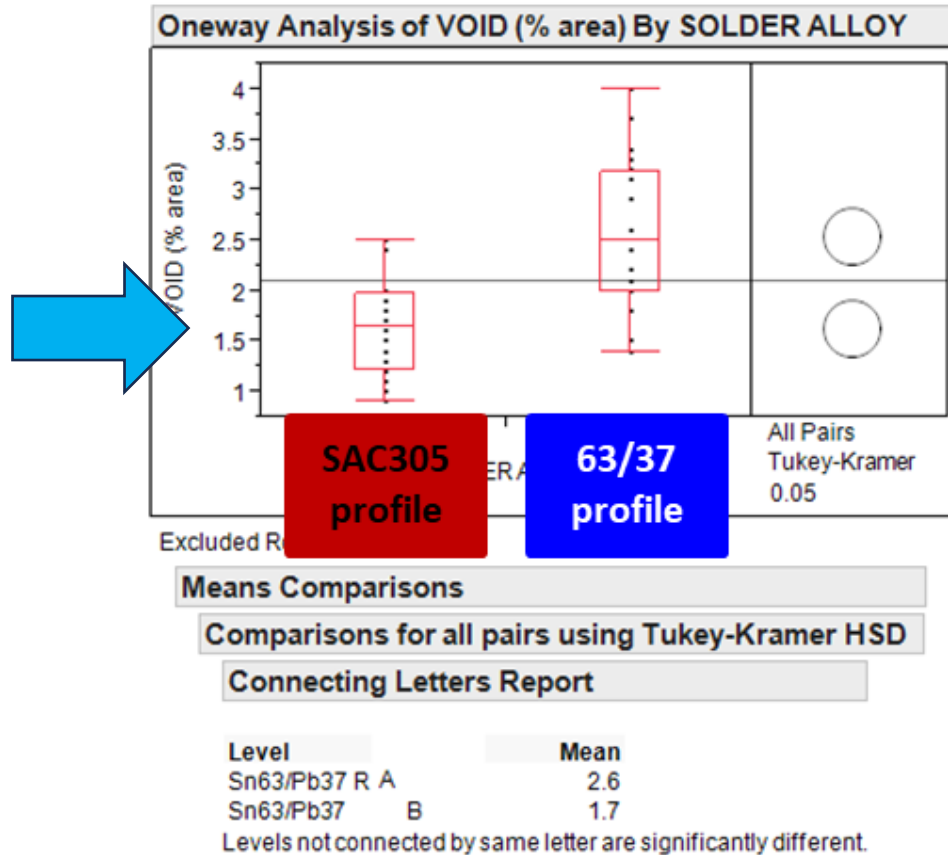 Oneway Analysis of VOID (% area) By SOLDER ALLOY
VOID (% area)
4
3.5
3
2.5
2
1.5
1
SAC305
profile
63/37
profile
All Pairs
Tukey-Kramer
0.05
Excluded
Means Comparisons
Comparisons for all pairs using Tukey-Kramer HSD
Connecting Letters Report
Level Mean
Sn63/Pb37 R A 2.6
Sn63/Pb37 B 1.7
Levels not connected by same letter are significantly different.